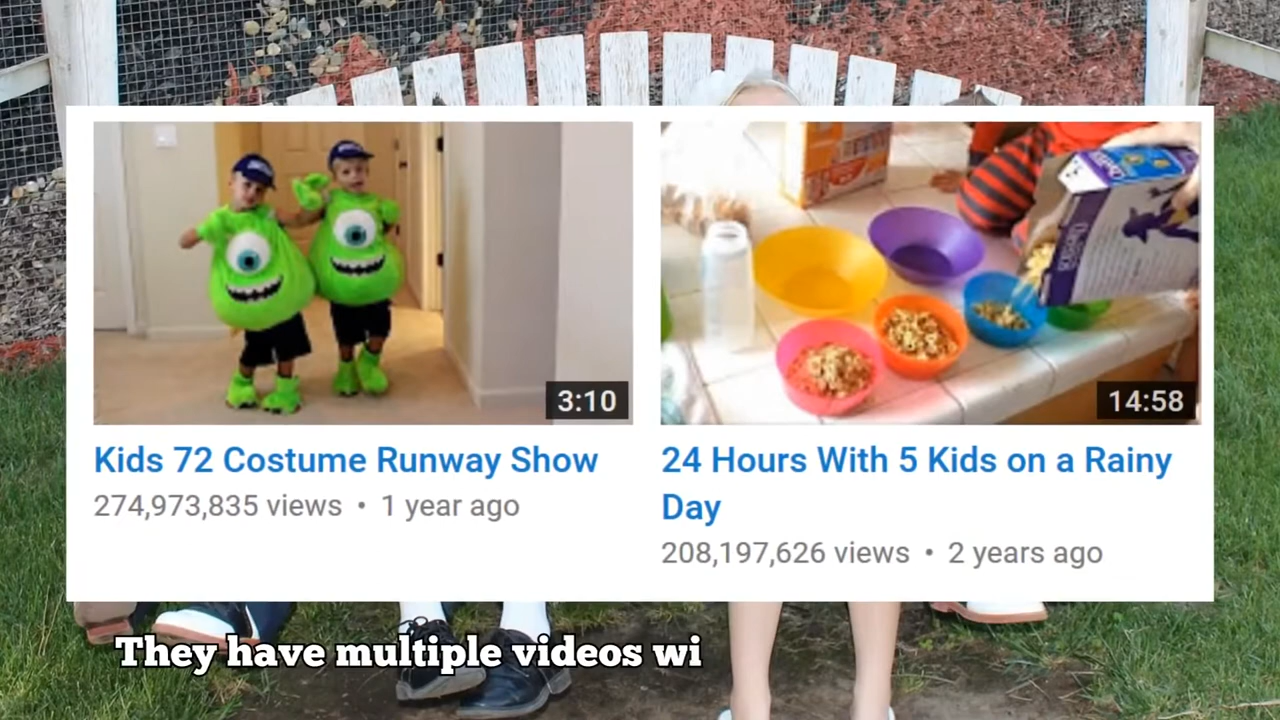 3:10
Kids 72 Costume Runway Show
274,973,835 views • 1 year ago
14:58
24 Hours With 5 Kids on a Rainy
Day
208,197,626 views • 2 years ago
They have multiple videos wi